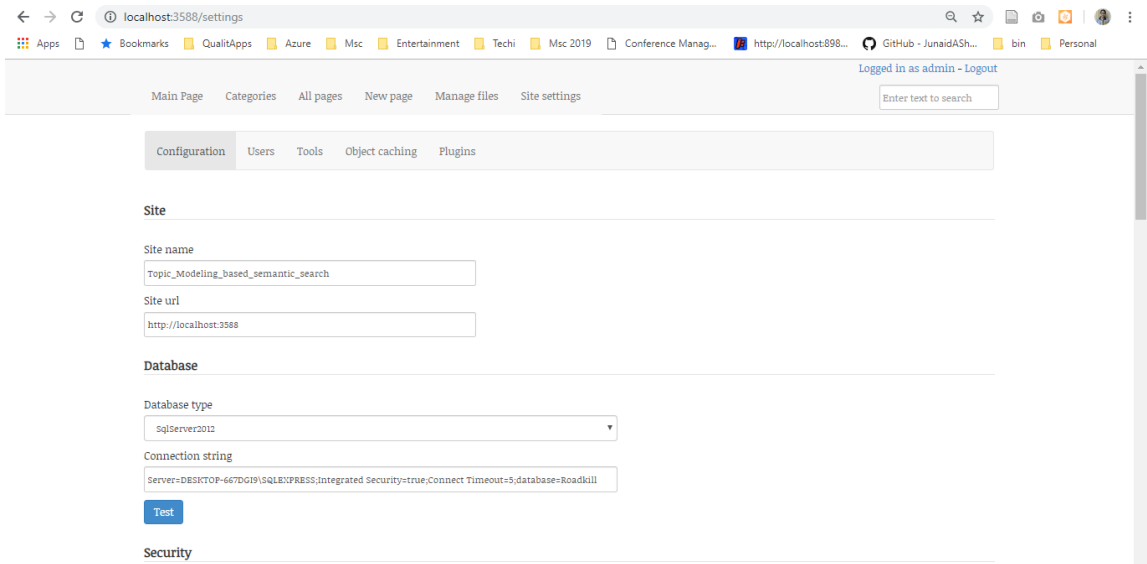 localhost:3588/settings
Apps Bookmarks QualitApps Azure Msc Entertainment Techi Msc 2019 Conference Manag... http://localhost:898... GitHub - JunaidASh... bin Personal
Logged in as admin - Logout
Main Page Categories All pages New page Manage files Site settings Enter text to search
Configuration Users Tools Object caching Plugins
Site
Site name
Topic_Modeling_based_semantic_search
Site url
http://localhost:3588
Database
Database type
SqlServer2012
Connection string
Server=DESKTOP-667DGI9\SQLEXPRESS;Integrated Security=true;Connect Timeout=5;database=Roadkill
Test
Security